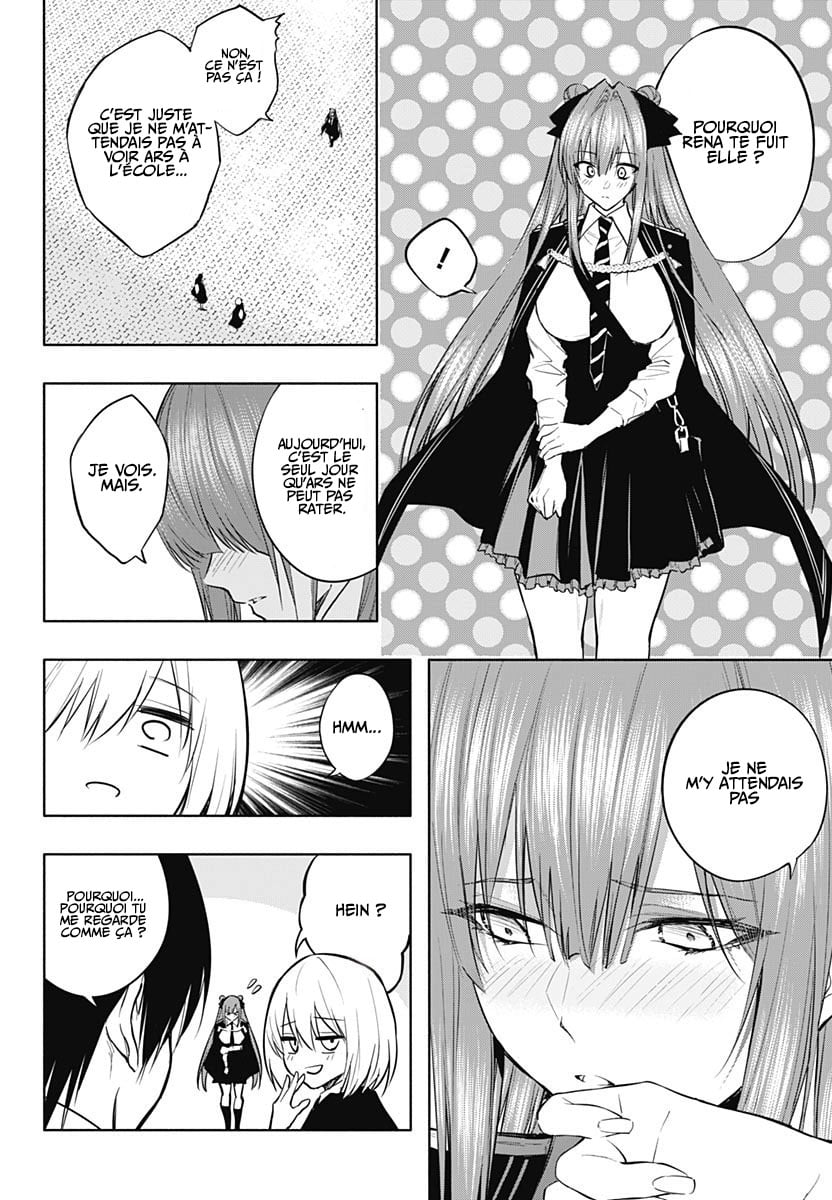 POURQUOI
RENA TE FUIT
ELLE ?
!
NON,
CE N'EST
PAS ÇA !
C'EST JUSTE
QUE JE NE M'AT-
TENDAIS PAS À
VOIR ARS À
L'ÉCOLE...
AUJOURD'HUI,
C'EST LE
SEUL JOUR
QU'ARS NE
PEUT PAS
RATER.
JE VOIS.
MAIS.
JE NE
M'Y ATTENDAIS
PAS
HMM...
HEIN ?
POURQUOI...
POURQUOI TU
ME REGARDE
COMME ÇA ?